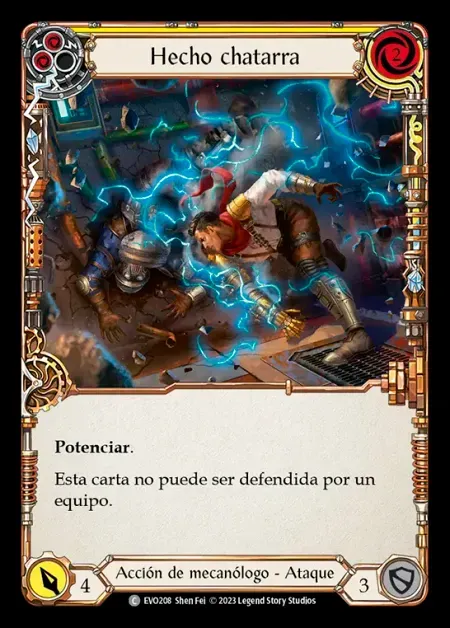 Hecho chatarra
2
Potenciar.
Esta carta no puede ser defendida por un
equipo.
4
Acción de mecanólogo - Ataque
3
C EVO208 Shen Fei © 2023 Legend Story Studios